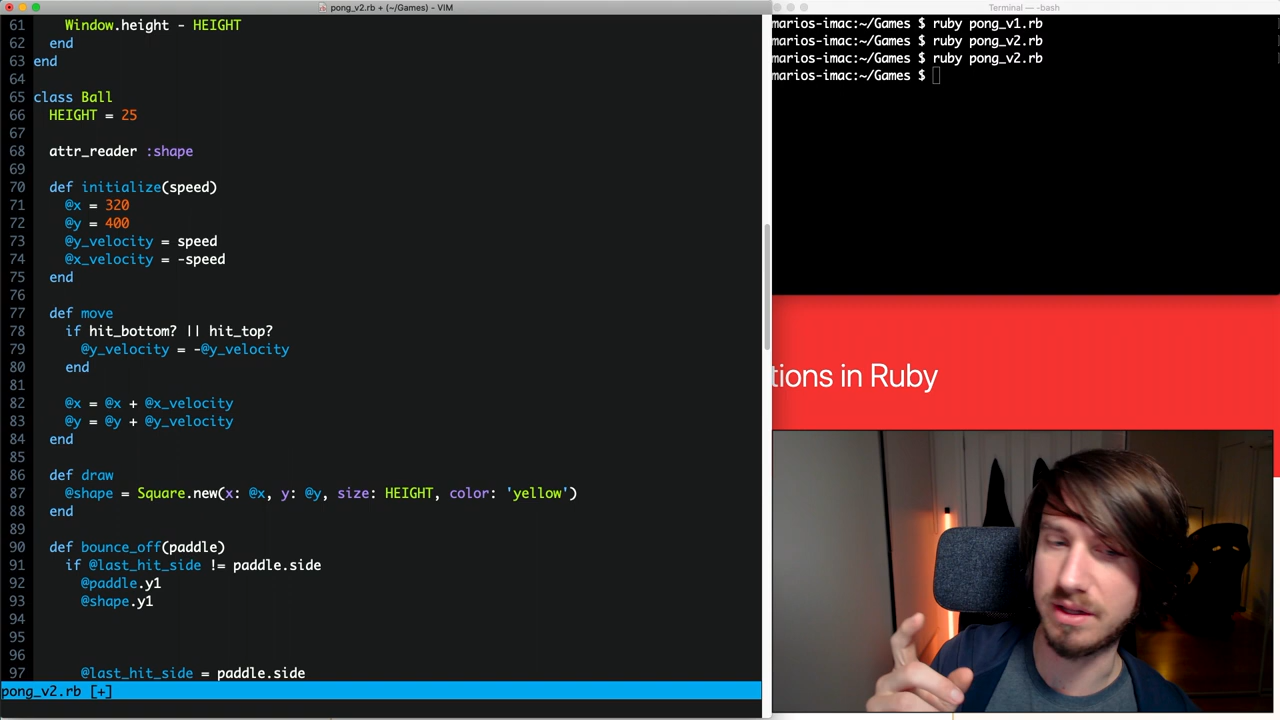 pong_v2.rb + (~/Games) - VIM
61 Window.height - HEIGHT
62 end
63 end
64
65 class Ball
66 HEIGHT = 25
67
68 attr_reader :shape
69
70 def initialize(speed)
71 @x = 320
72 @y = 400
73 @y_velocity = speed
74 @x_velocity = -speed
75 end
76
77 def move
78 if hit_bottom? || hit_top?
79 @y_velocity = -@y_velocity
80 end
81
82 @x = @x + @x_velocity
83 @y = @y + @y_velocity
84 end
85
86 def draw
87 @shape = Square.new(x: @x, y: @y, size: HEIGHT, color: 'yellow')
88 end
89
90 def bounce_off(paddle)
91 if @last_hit_side != paddle.side
92 @paddle.y1
93 @shape.y1
94
95
96
97 @last_hit_side = paddle.side
pong_v2.rb [+]
Terminal — -bash
marios-imac:~/Games $ ruby pong_v1.rb
marios-imac:~/Games $ ruby pong_v2.rb
marios-imac:~/Games $ ruby pong_v2.rb
marios-imac:~/Games $
tions in Ruby